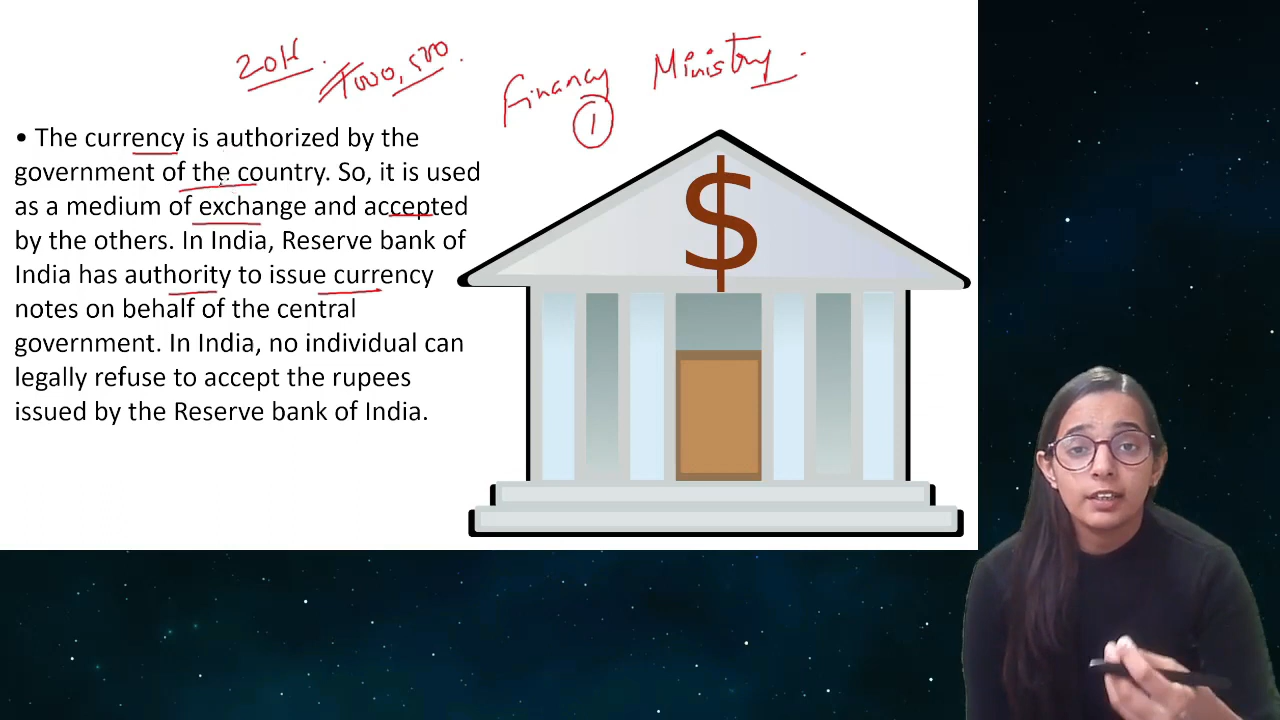 2016.
₹1000, 500.
Financy Ministry.
1
• The currency is authorized by the
government of the country. So, it is used
as a medium of exchange and accepted
by the others. In India, Reserve bank of
India has authority to issue currency
notes on behalf of the central
government. In India, no individual can
legally refuse to accept the rupees
issued by the Reserve bank of India.
$